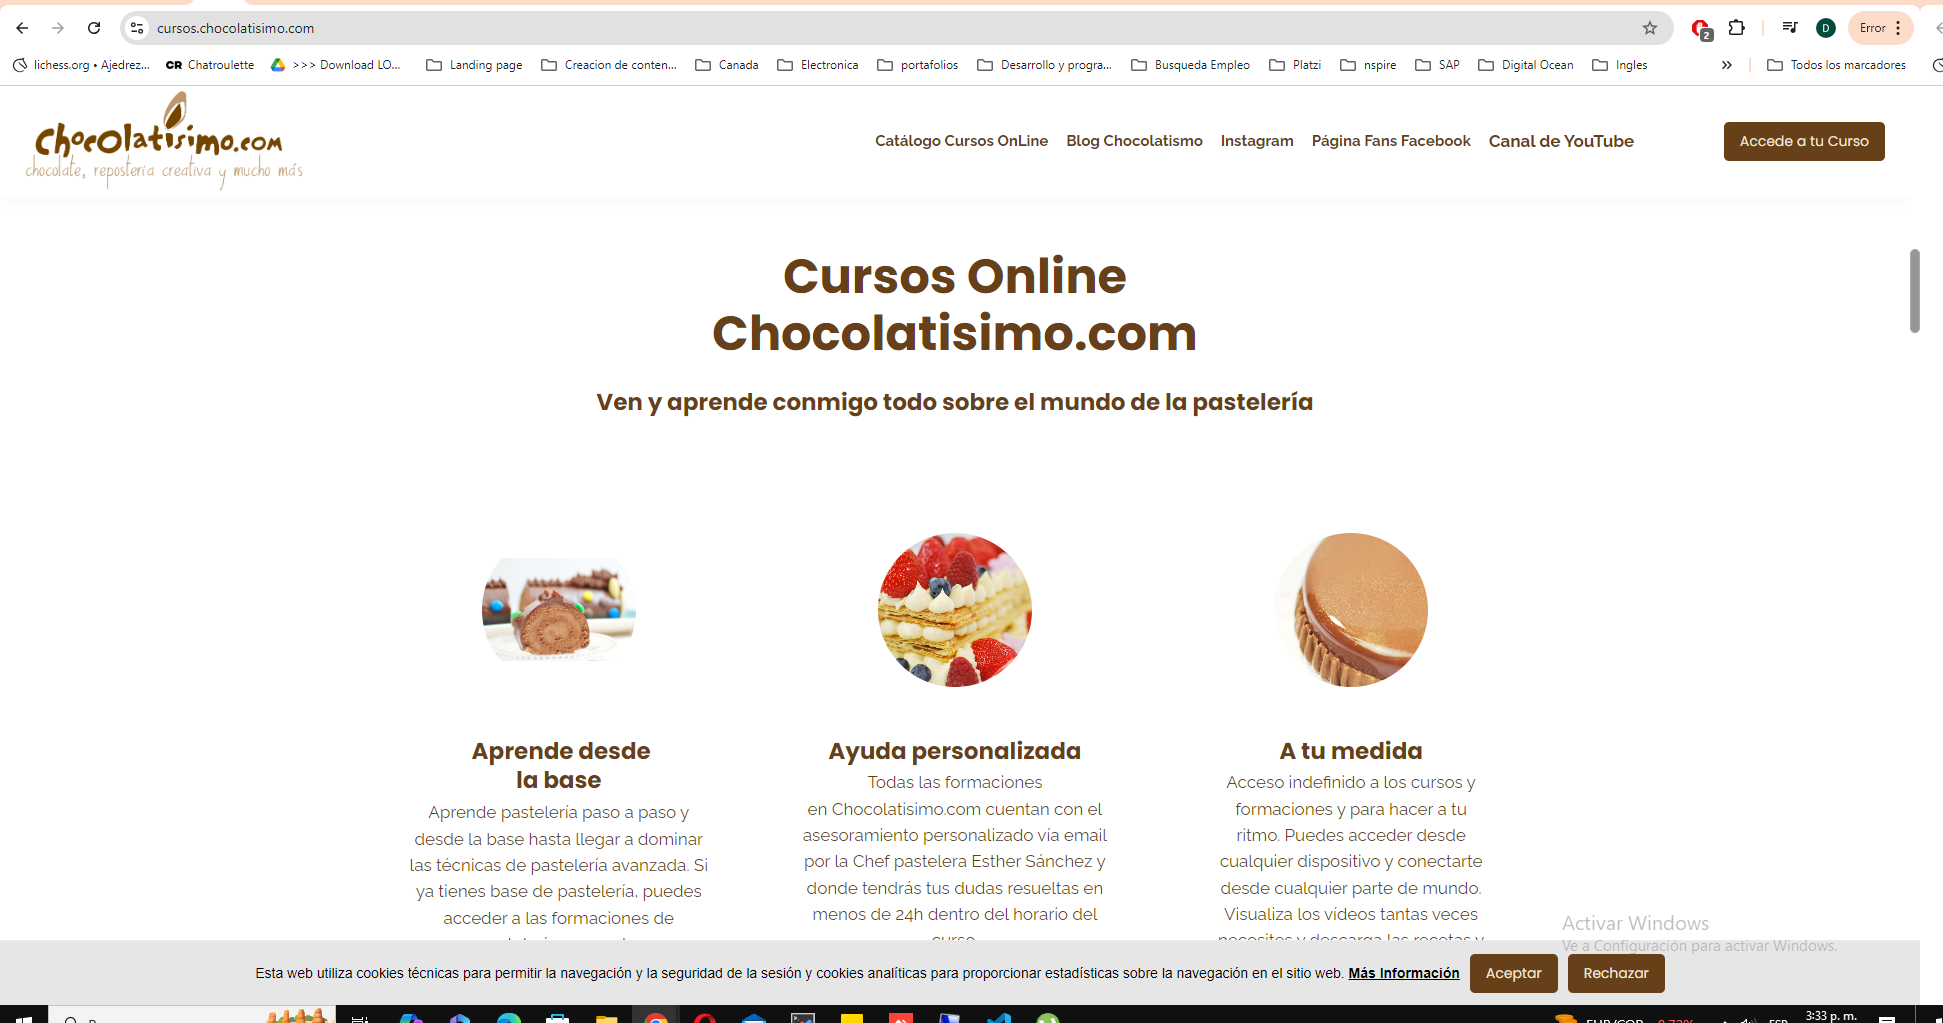 cursos.chocolatisimo.com
2
D
Error
lichess.org • Ajedrez...
CR Chatroulette
>>> Download LO...
Landing page
Creacion de conten...
Canada
Electronica
portafolios
Desarrollo y progra...
Busqueda Empleo
Platzi
nspire
SAP
Digital Ocean
Ingles
»
Todos los marcadores
chocolatisimo.com
chocolate, repostería creativa y mucho más
Catálogo Cursos OnLine
Blog Chocolatismo
Instagram
Página Fans Facebook
Canal de YouTube
Accede a tu Curso
Cursos Online
Chocolatisimo.com
Ven y aprende conmigo todo sobre el mundo de la pastelería
Aprende desde
la base
Aprende pastelería paso a paso y
desde la base hasta llegar a dominar
las técnicas de pastelería avanzada. Si
ya tienes base de pastelería, puedes
acceder a las formaciones de
Ayuda personalizada
Todas las formaciones
en Chocolatisimo.com cuentan con el
asesoramiento personalizado vía email
por la Chef pastelera Esther Sánchez y
donde tendrás tus dudas resueltas en
menos de 24h dentro del horario del
curso.
A tu medida
Acceso indefinido a los cursos y
formaciones y para hacer a tu
ritmo. Puedes acceder desde
cualquier dispositivo y conectarte
desde cualquier parte de mundo.
Visualiza los vídeos tantas veces
necesites y descarga las recetas y
Activar Windows
Ve a Configuración para activar Windows.
Esta web utiliza cookies técnicas para permitir la navegación y la seguridad de la sesión y cookies analíticas para proporcionar estadísticas sobre la navegación en el sitio web. Más Información
Aceptar
Rechazar
EUR/COP
ESP
3:33 p. m.